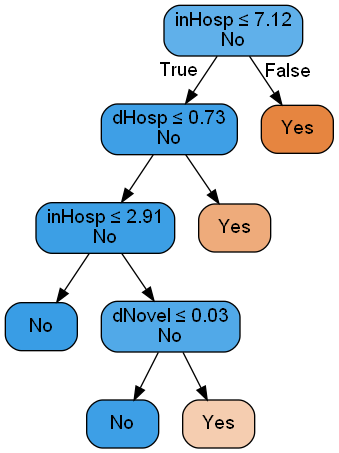 inHosp ≤ 7.12
No
True
False
dHosp ≤ 0.73
No
Yes
inHosp ≤ 2.91
No
Yes
No
dNovel ≤ 0.03
No
No
Yes